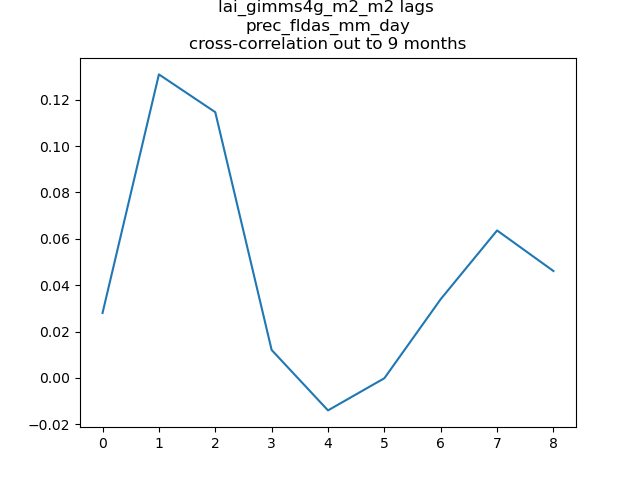 lai_gimms4g_m2_m2 lags
prec_fldas_mm_day
cross-correlation out to 9 months
0.12
0.10
0.08
0.06
0.04
0.02
0.00
−0.02
0 1 2 3 4 5 6 7 8